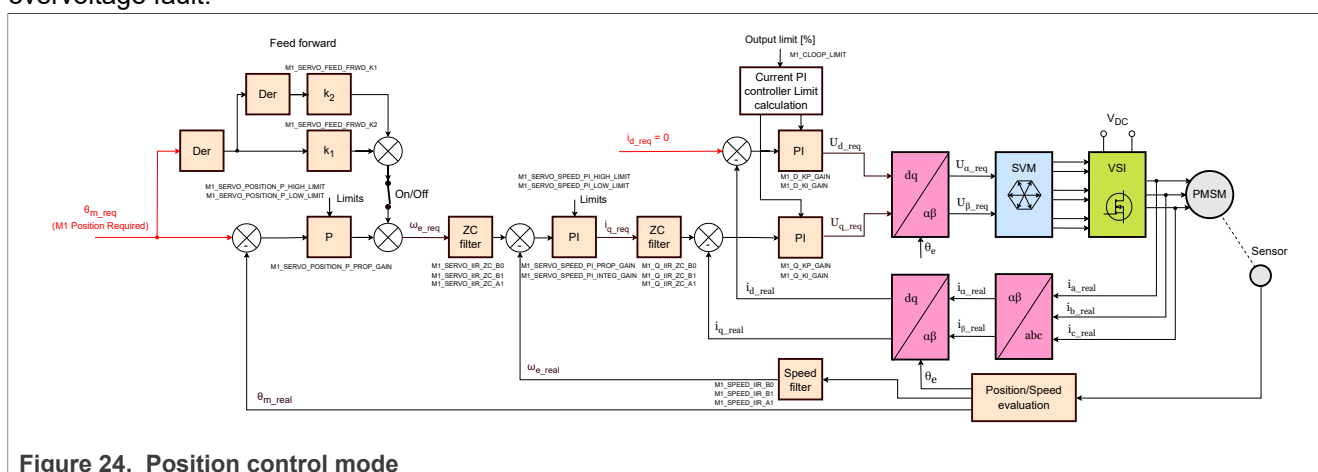 overvoltage fault.
Feed forward
M1_SERVO_FEED_FRWD_K1
Der
k2
M1_SERVO_FEED_FRWD_K2
Der
k1
On/Off
M1_SERVO_POSITION_P_HIGH_LIMIT
M1_SERVO_POSITION_P_LOW_LIMIT
Limits
θm_req
(M1 Position Required)
P
M1_SERVO_POSITION_P_PROP_GAIN
ωe_req
ZC
filter
M1_SERVO_IIR_ZC_B0
M1_SERVO_IIR_ZC_B1
M1_SERVO_IIR_ZC_A1
M1_SERVO_SPEED_PI_HIGH_LIMIT
M1_SERVO_SPEED_PI_LOW_LIMIT
Limits
PI
M1_SERVO_SPEED_PI_PROP_GAIN
M1_SERVO_SPEED_PI_INTEG_GAIN
iq_req
ZC
filter
M1_Q_IIR_ZC_B0
M1_Q_IIR_ZC_B1
M1_Q_IIR_ZC_A1
Output limit [%]
M1_CLOOP_LIMIT
Current PI
controller Limit
calculation
id_req = 0
-
PI
M1_D_KP_GAIN
M1_D_KI_GAIN
Ud_req
-
-
-
PI
M1_Q_KP_GAIN
M1_Q_KI_GAIN
Uq_req
dq
αβ
θe
Uα_req
Uβ_req
SVM
VDC
VSI
PMSM
Sensor
id_real
iq_real
dq
αβ
iα_real
iβ_real
αβ
abc
ia_real
ib_real
ic_real
θe
Position/Speed
evaluation
Speed
filter
M1_SPEED_IIR_B0
M1_SPEED_IIR_B1
M1_SPEED_IIR_A1
ωe_real
θm_real
Figure 24. Position control mode